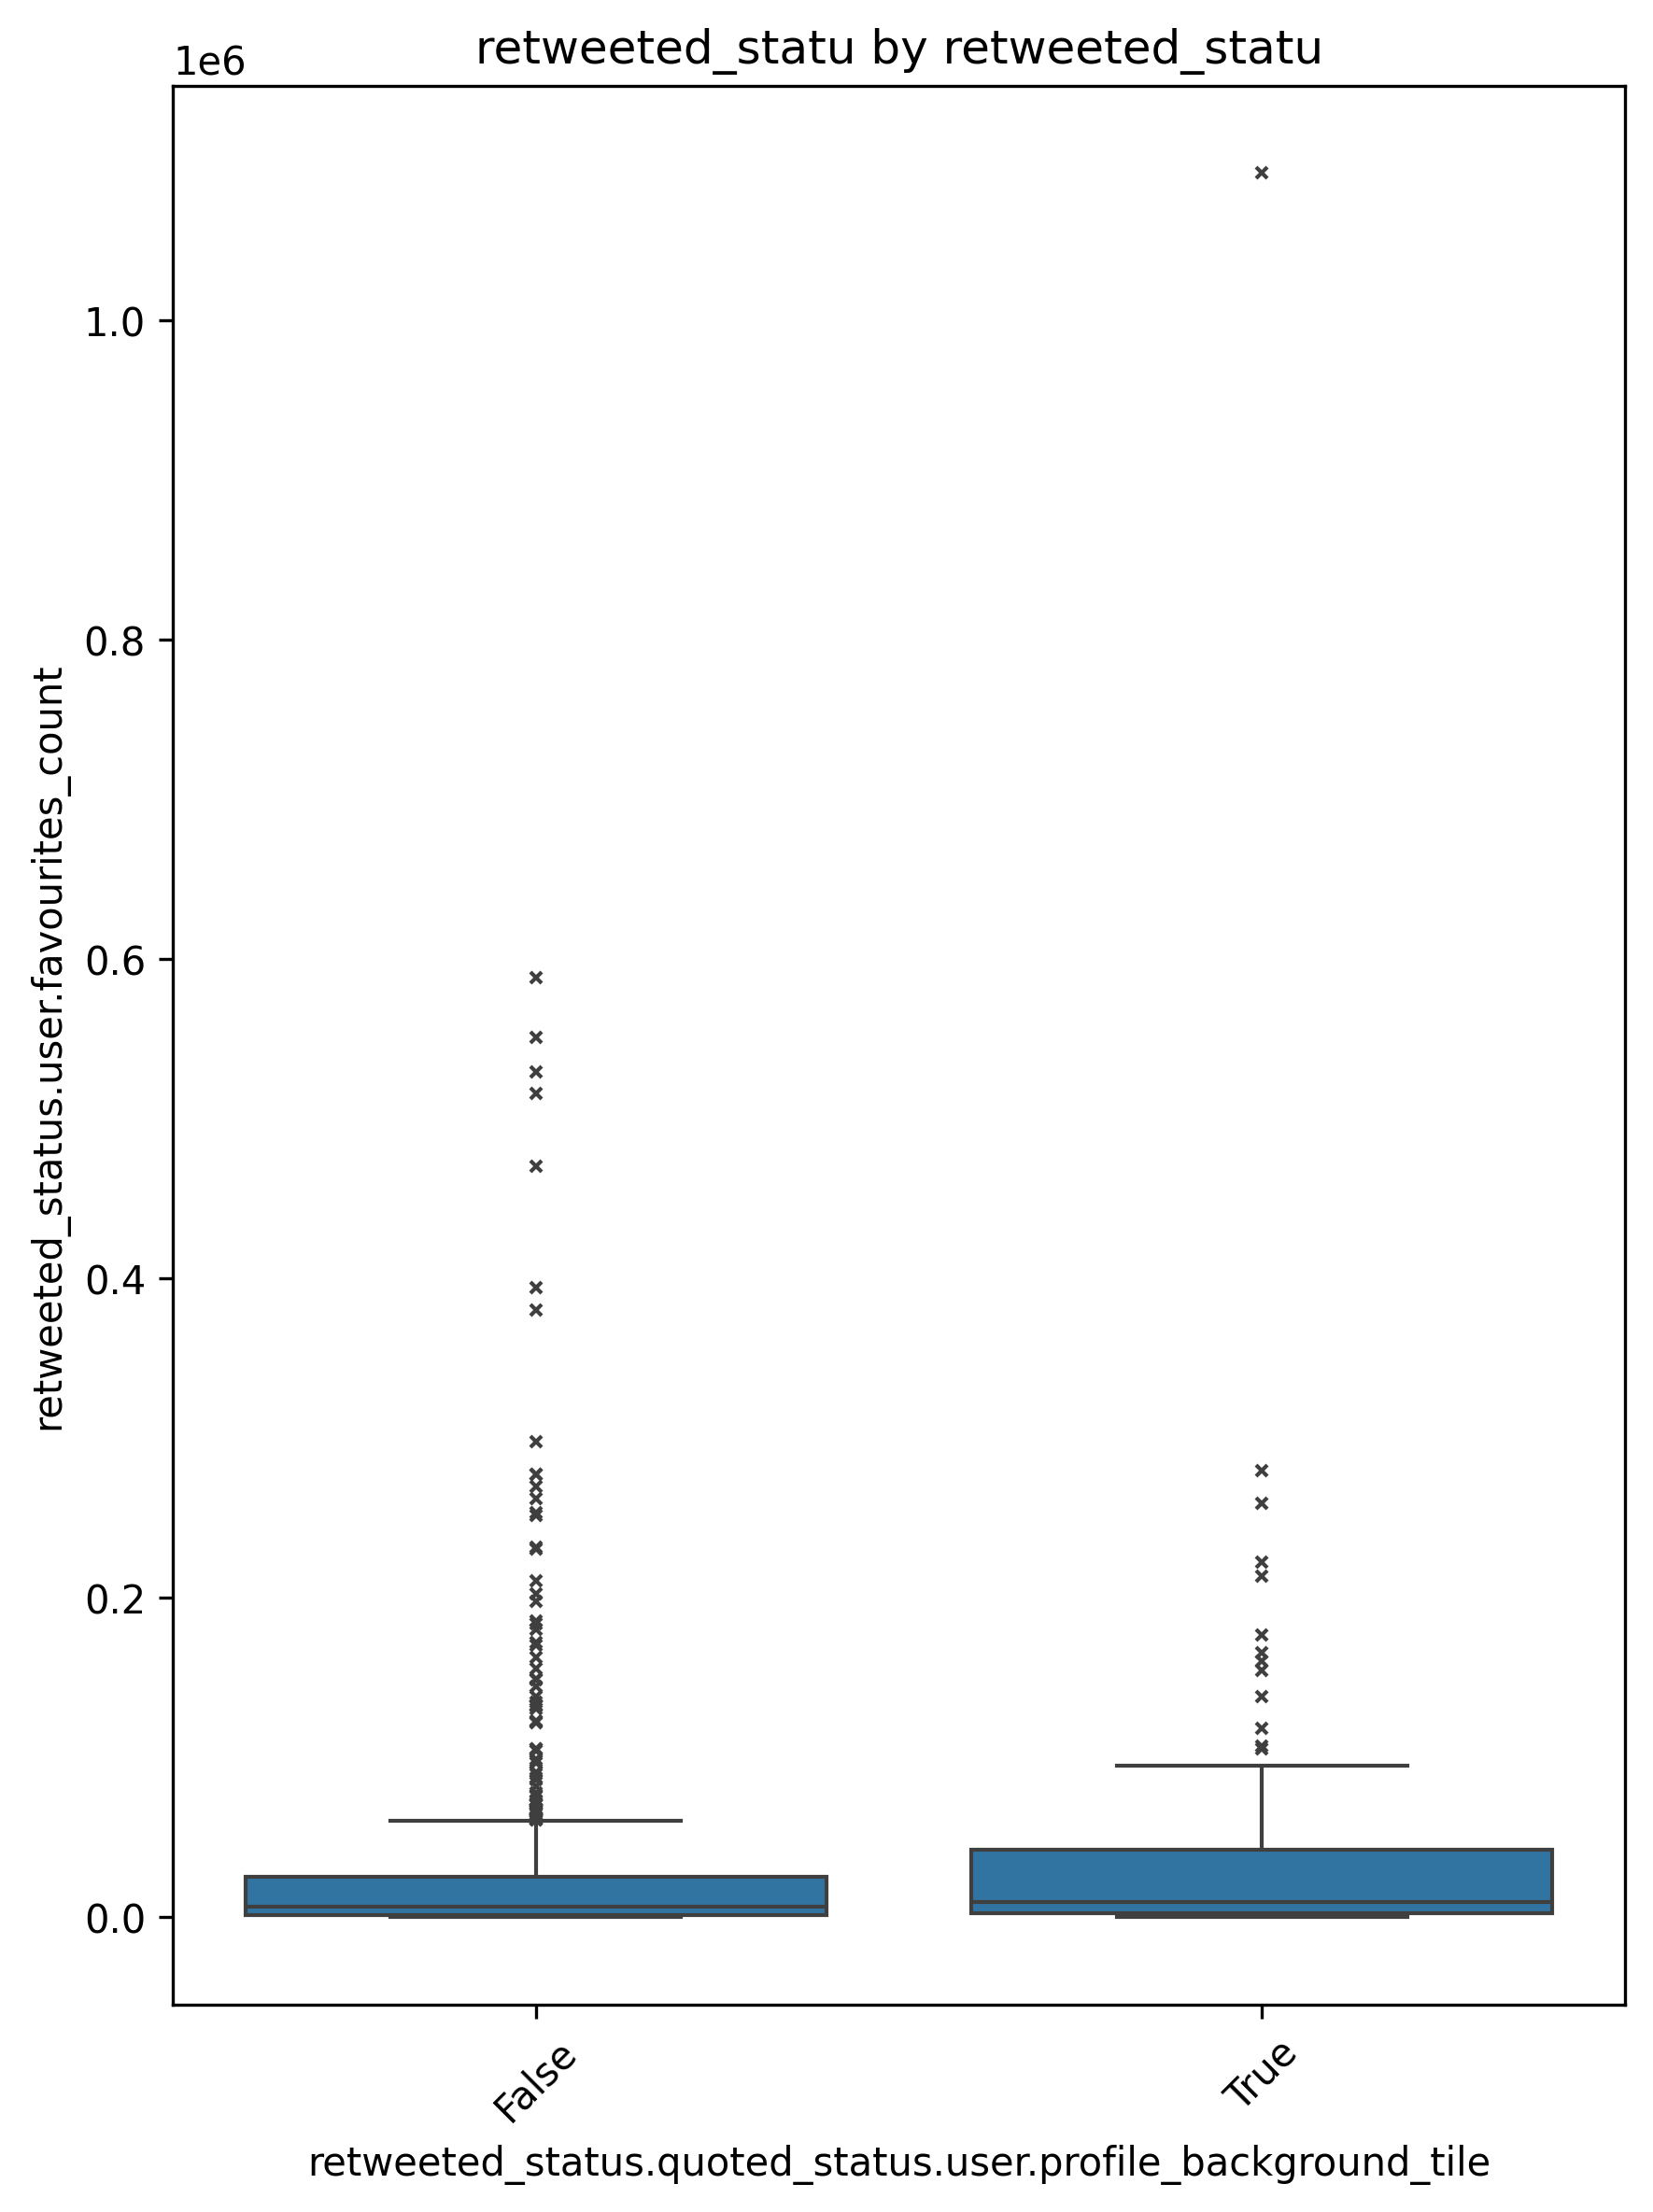 retweeted_statu by retweeted_statu
1e6
1.0
0.8
0.6
0.4
0.2
0.0
retweeted_status.user.favourites_count
False
True
retweeted_status.quoted_status.user.profile_background_tile